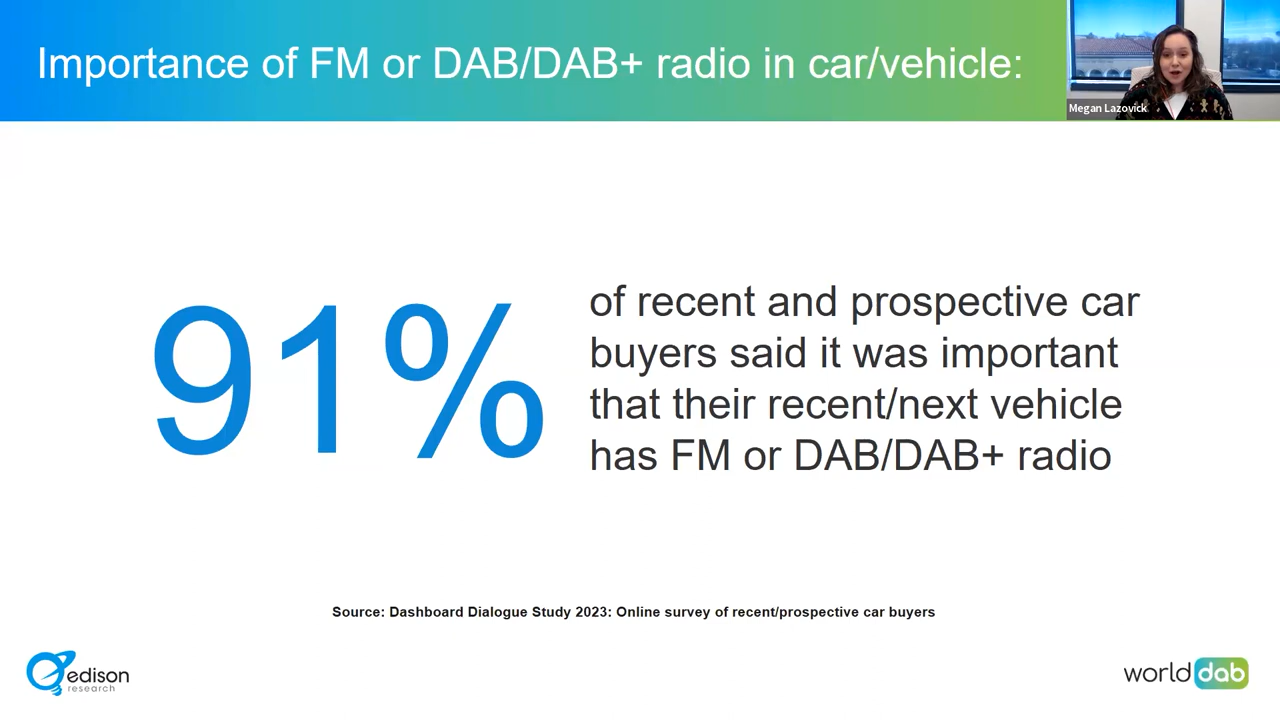 Importance of FM or DAB/DAB+ radio in car/vehicle:
Megan Lazovick
91%
of recent and prospective car
buyers said it was important
that their recent/next vehicle
has FM or DAB/DAB+ radio
Source: Dashboard Dialogue Study 2023: Online survey of recent/prospective car buyers
edison
research
world dab